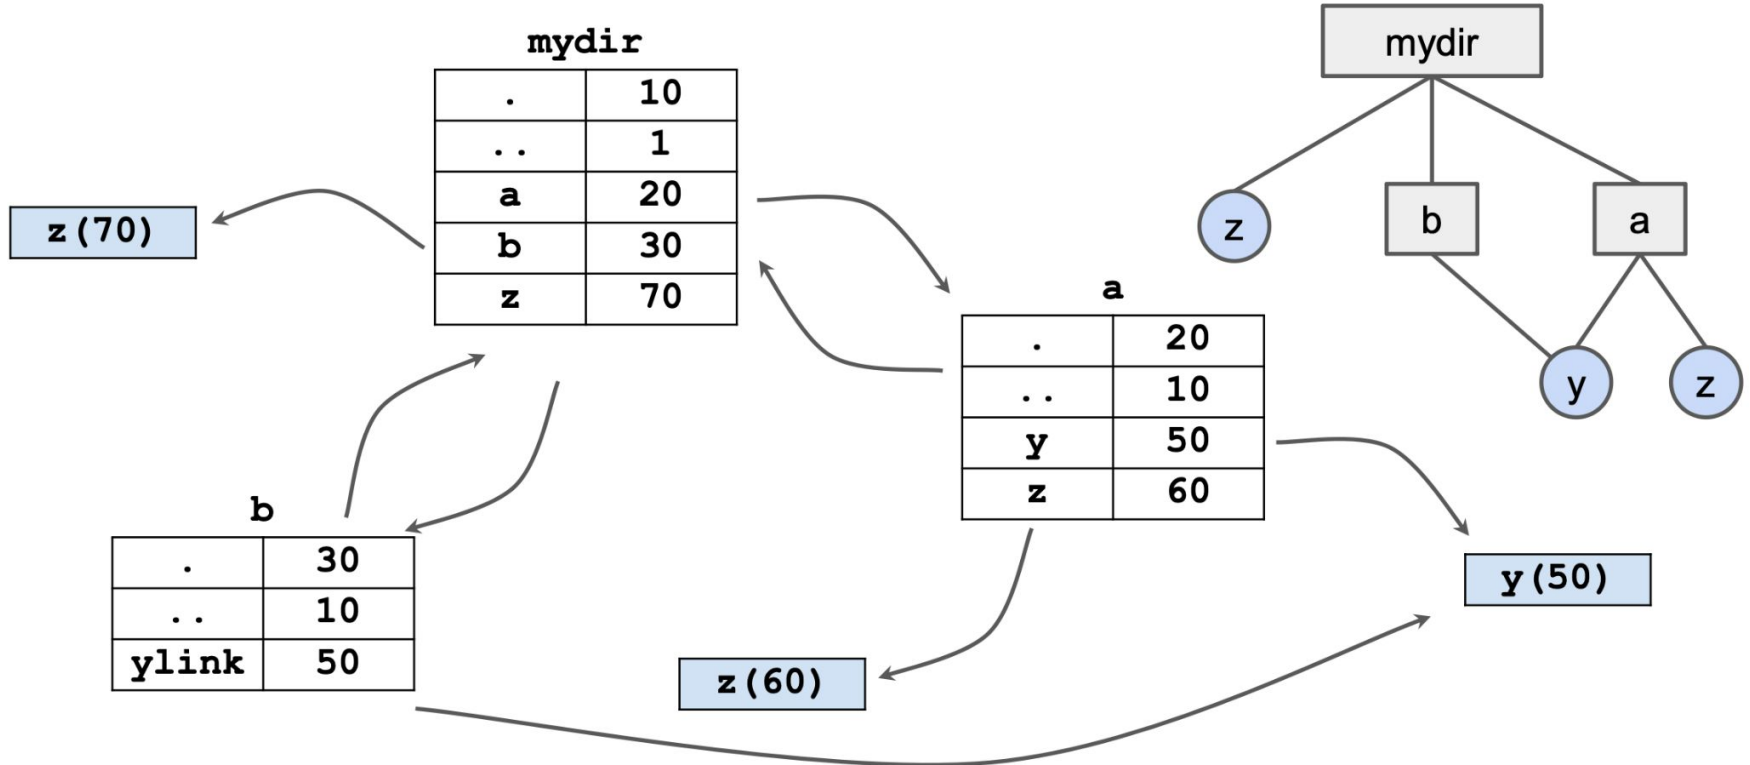 mydir
. 10
.. 1
a 20
b 30
z 70
z(70)
a
. 20
.. 10
y 50
z 60
b
. 30
.. 10
ylink 50
z(60)
y(50)
mydir
z
b
a
y
z